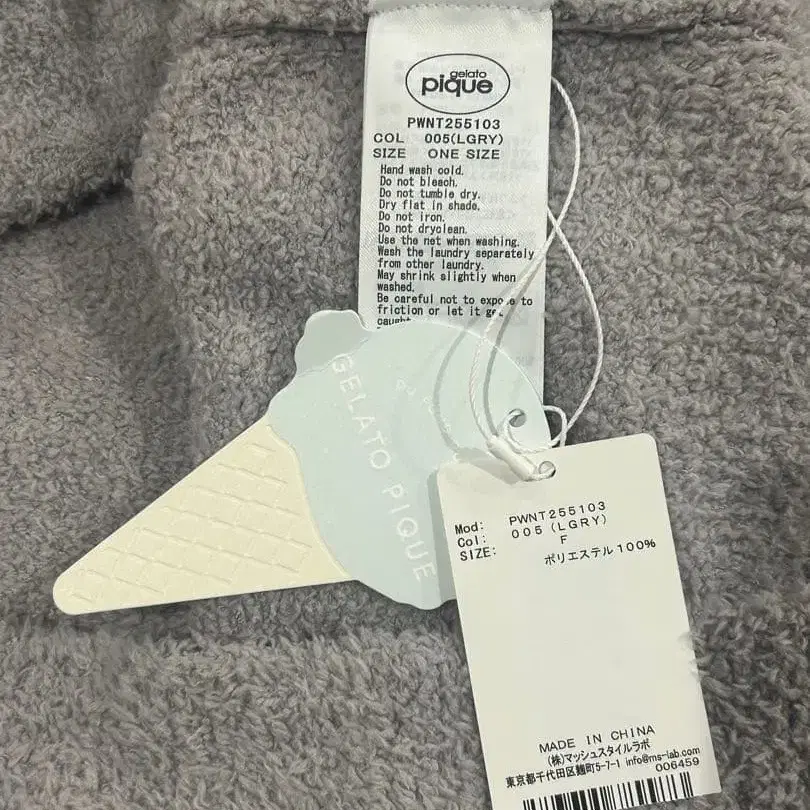 gelato
pique
PWNT255103
COL 005(LGRY)
SIZE ONE SIZE
Hand wash cold.
Do not bleach.
Do not tumble dry.
Dry flat in shade.
Do not iron.
Do not dryclean.
Use the net when washing.
Wash the laundry separately
from other laundry.
May shrink slightly when
washed.
Be careful not to expose to
friction or let it get
caught
GELATO PIQUE
Mod: PWNT255103
Col: 005 (LGRY)
SIZE: F
ポリエステル 100%
MADE IN CHINA
(株)マッシュスタイルラボ
東京都千代田区麹町5-7-1 info@ms-lab.com
006459